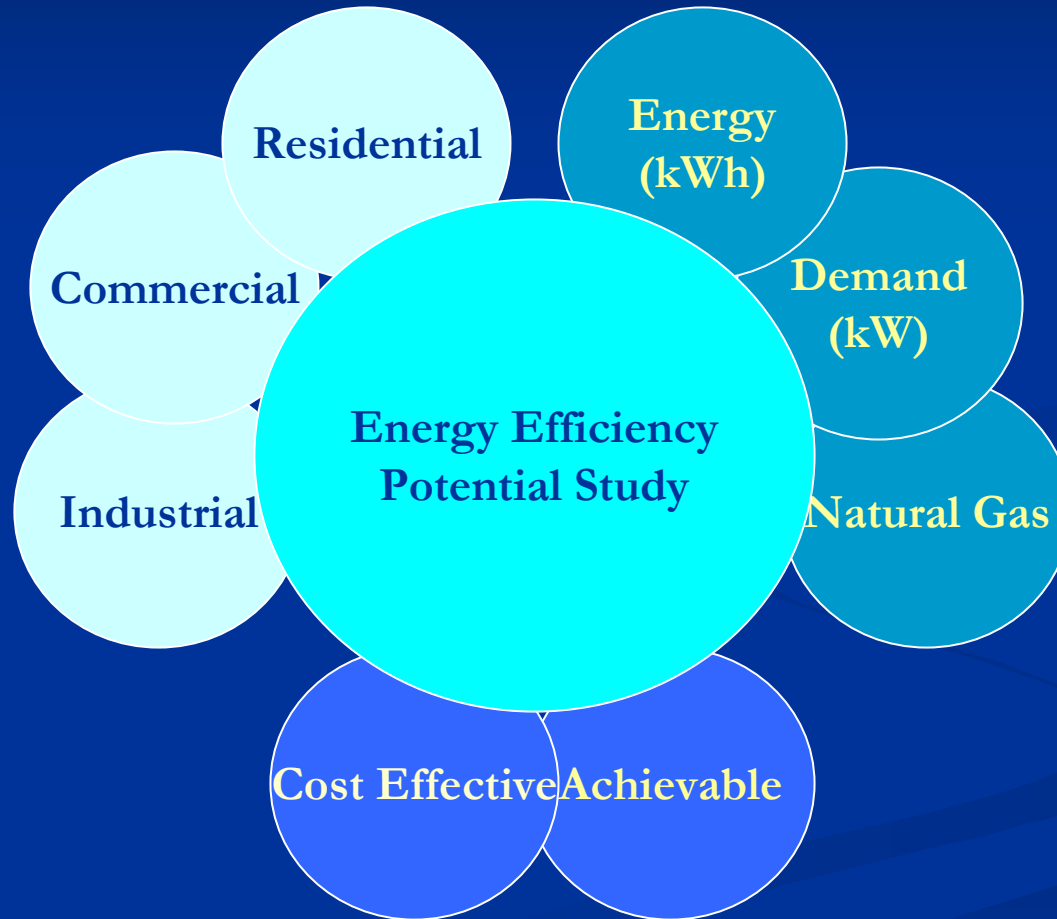 Residential
Energy
(kWh)
Commercial
Demand
(kW)
Energy Efficiency
Potential Study
Industrial
Natural Gas
Cost Effective
Achievable